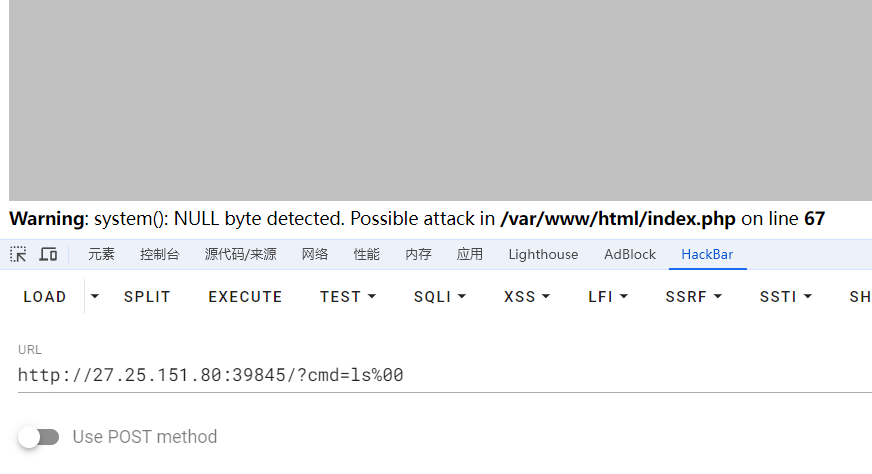 Warning: system(): NULL byte detected. Possible attack in /var/www/html/index.php on line 67
元素 控制台 源代码/来源 网络 性能 内存 应用 Lighthouse AdBlock HackBar
LOAD SPLIT EXECUTE TEST SQLI XSS LFI SSRF SSTI SH
URL
http://27.25.151.80:39845/?cmd=ls%00
Use POST method